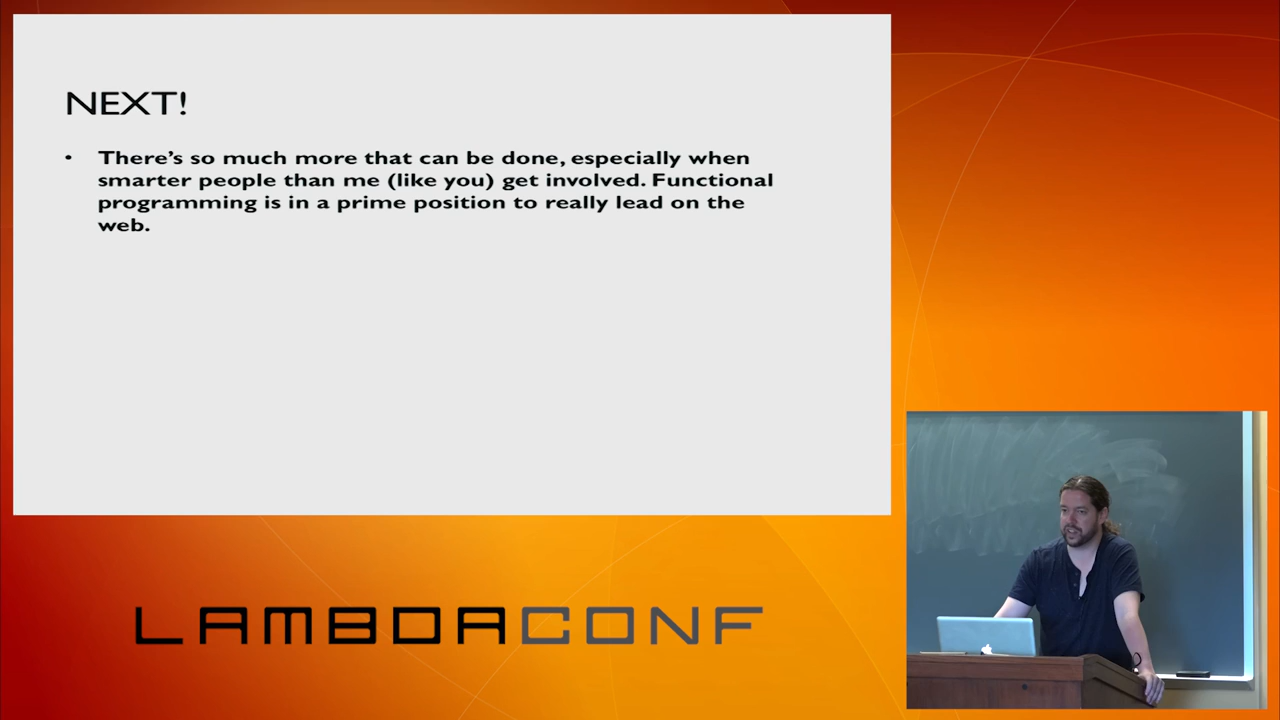 NEXT!
• There's so much more that can be done, especially when
smarter people than me (like you) get involved. Functional
programming is in a prime position to really lead on the
web.
LAMBDACONF